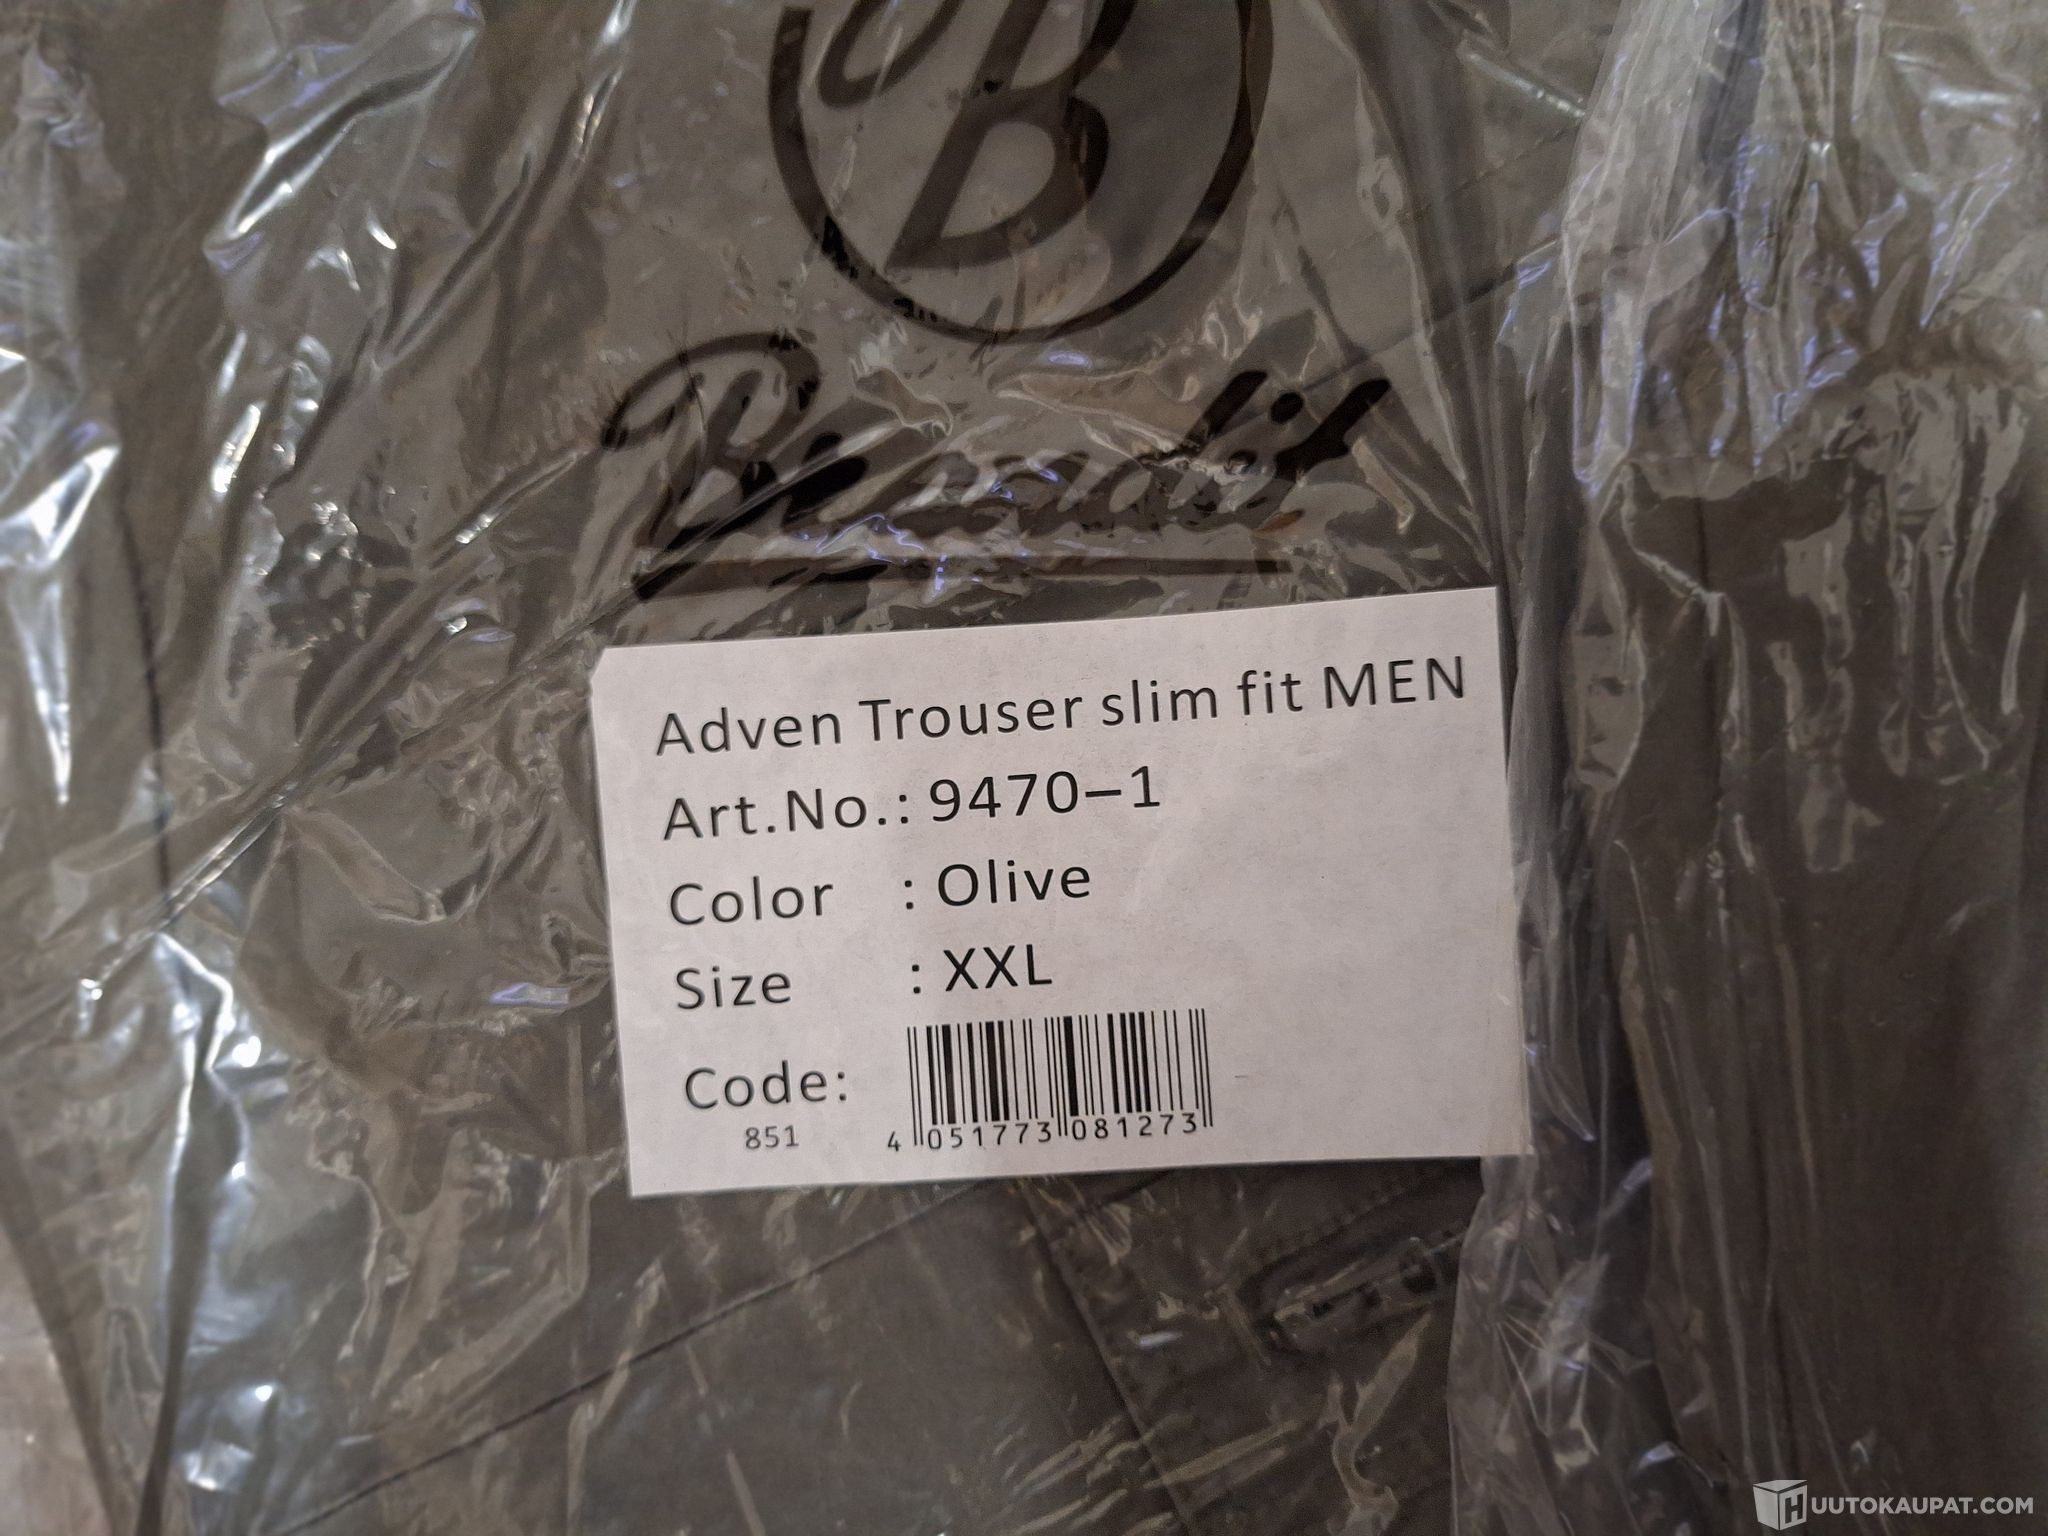 B
Brandit
Adven Trouser slim fit MEN
Art.No.: 9470–1
Color : Olive
Size : XXL
Code:
851
4 051773 081273
HUUTOKAUPAT.COM